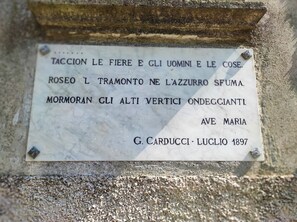 ........
TACCION LE FIERE E GLI UOMINI E LE COSE
ROSEO 'L TRAMONTO NE L'AZZURRO SFUMA
MORMORAN GLI ALTI VERTICI ONDEGGIANTI
AVE MARIA
G. CARDUCCI - LUGLIO 1897